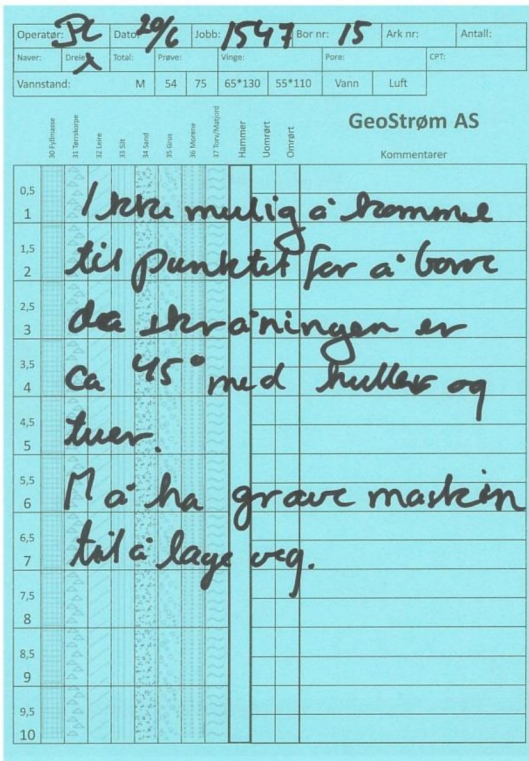 Operatør: PL Dato: 20/6 Jobb: 1547 Bor nr: 15 Ark nr: Antall:
Naver: Dreie: X Total: Prøve: Vinge: Pore: CPT:
Vannstand: M 54 75 65*130 55*110 Vann Luft
30 Fyllmasse
31 Tørrskorpe
32 Leire
33 Silt
34 Sand
35 Grus
36 Morene
37 Torv/Matjord
Hammer
Uomrørt
Omrørt
GeoStrøm AS
Kommentarer
0,5
1
Ikke mulig å komme
1,5
2
til punktet for å borre
2,5
3
da skråningen er
3,5
4
ca 45° med huller og
4,5
5
tuer.
5,5
6
Må ha grave maskin
6,5
7
til å lage veg.
7,5
8
8,5
9
9,5
10